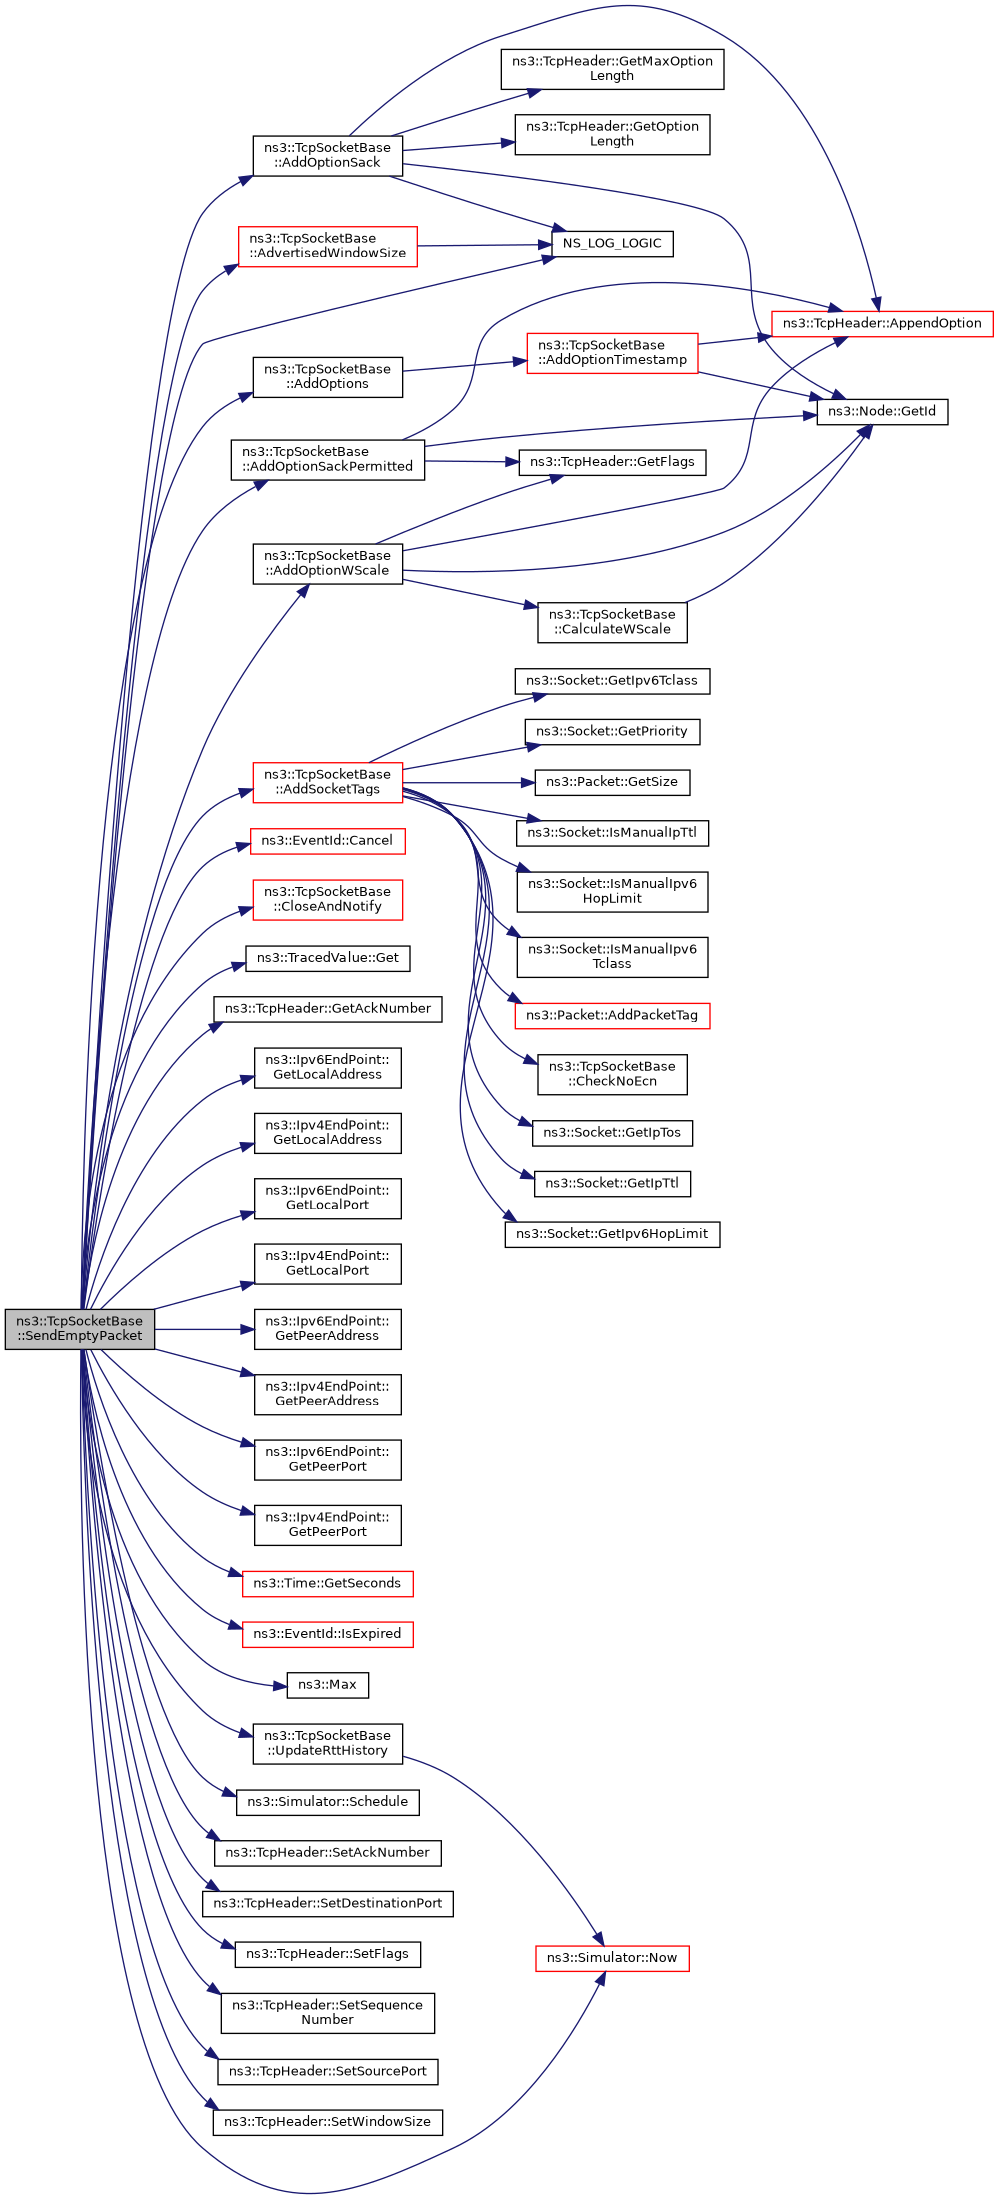 ns3::TcpHeader::GetMaxOption
Length
ns3::TcpHeader::GetOption
Length
ns3::TcpSocketBase
::AddOptionSack
ns3::TcpSocketBase
::AdvertisedWindowSize
NS_LOG_LOGIC
ns3::TcpHeader::AppendOption
ns3::TcpSocketBase
::AddOptionTimestamp
ns3::TcpSocketBase
::AddOptions
ns3::Node::GetId
ns3::TcpSocketBase
::AddOptionSackPermitted
ns3::TcpHeader::GetFlags
ns3::TcpSocketBase
::AddOptionWScale
ns3::TcpSocketBase
::CalculateWScale
ns3::Socket::GetIpv6Tclass
ns3::Socket::GetPriority
ns3::TcpSocketBase
::AddSocketTags
ns3::Packet::GetSize
ns3::Socket::IsManualIpTtl
ns3::EventId::Cancel
ns3::Socket::IsManualIpv6
HopLimit
ns3::TcpSocketBase
::CloseAndNotify
ns3::Socket::IsManualIpv6
Tclass
ns3::TracedValue::Get
ns3::TcpHeader::GetAckNumber
ns3::Packet::AddPacketTag
ns3::Ipv6EndPoint::
GetLocalAddress
ns3::TcpSocketBase
::CheckNoEcn
ns3::Ipv4EndPoint::
GetLocalAddress
ns3::Socket::GetIpTos
ns3::Ipv6EndPoint::
GetLocalPort
ns3::Socket::GetIpTtl
ns3::Socket::GetIpv6HopLimit
ns3::Ipv4EndPoint::
GetLocalPort
ns3::TcpSocketBase
::SendEmptyPacket
ns3::Ipv6EndPoint::
GetPeerAddress
ns3::Ipv4EndPoint::
GetPeerAddress
ns3::Ipv6EndPoint::
GetPeerPort
ns3::Ipv4EndPoint::
GetPeerPort
ns3::Time::GetSeconds
ns3::EventId::IsExpired
ns3::Max
ns3::TcpSocketBase
::UpdateRttHistory
ns3::Simulator::Schedule
ns3::TcpHeader::SetAckNumber
ns3::TcpHeader::SetDestinationPort
ns3::TcpHeader::SetFlags
ns3::Simulator::Now
ns3::TcpHeader::SetSequence
Number
ns3::TcpHeader::SetSourcePort
ns3::TcpHeader::SetWindowSize